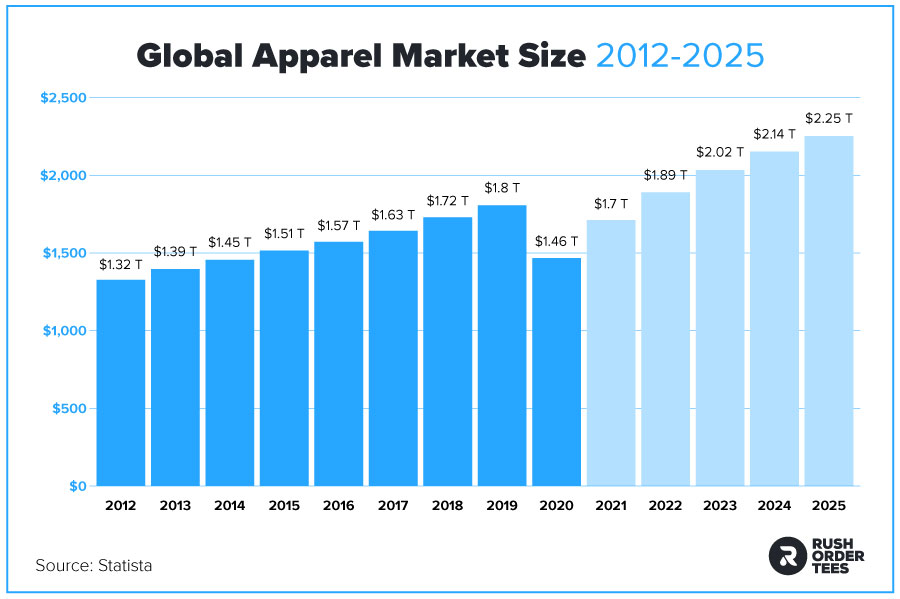 Global Apparel Market Size 2012-2025
$2,500
$2,000
$1,500
$1,000
$500
$0
$1.32 T
$1.39 T
$1.45 T
$1.51 T
$1.57 T
$1.63 T
$1.72 T
$1.8 T
$1.46 T
$1.7 T
$1.89 T
$2.02 T
$2.14 T
$2.25 T
2012 2013 2014 2015 2016 2017 2018 2019 2020 2021 2022 2023 2024 2025
Source: Statista
RUSH
ORDER
TEES